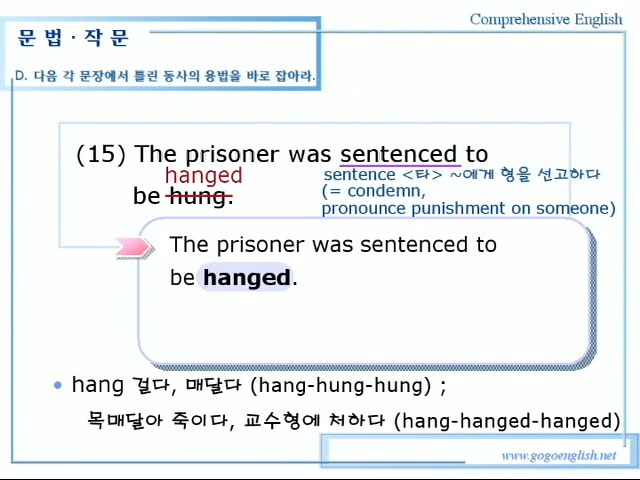 Comprehensive English
문 법 · 작 문
D. 다음 각 문장에서 틀린 동사의 용법을 바로 잡아라.
(15) The prisoner was sentenced to
hanged
be hung.
sentence <타> ~에게 형을 선고하다
(= condemn,
pronounce punishment on someone)
The prisoner was sentenced to
be hanged.
• hang 걸다, 매달다 (hang-hung-hung) ;
목매달아 죽이다, 교수형에 처하다 (hang-hanged-hanged)
www.gogoenglish.net